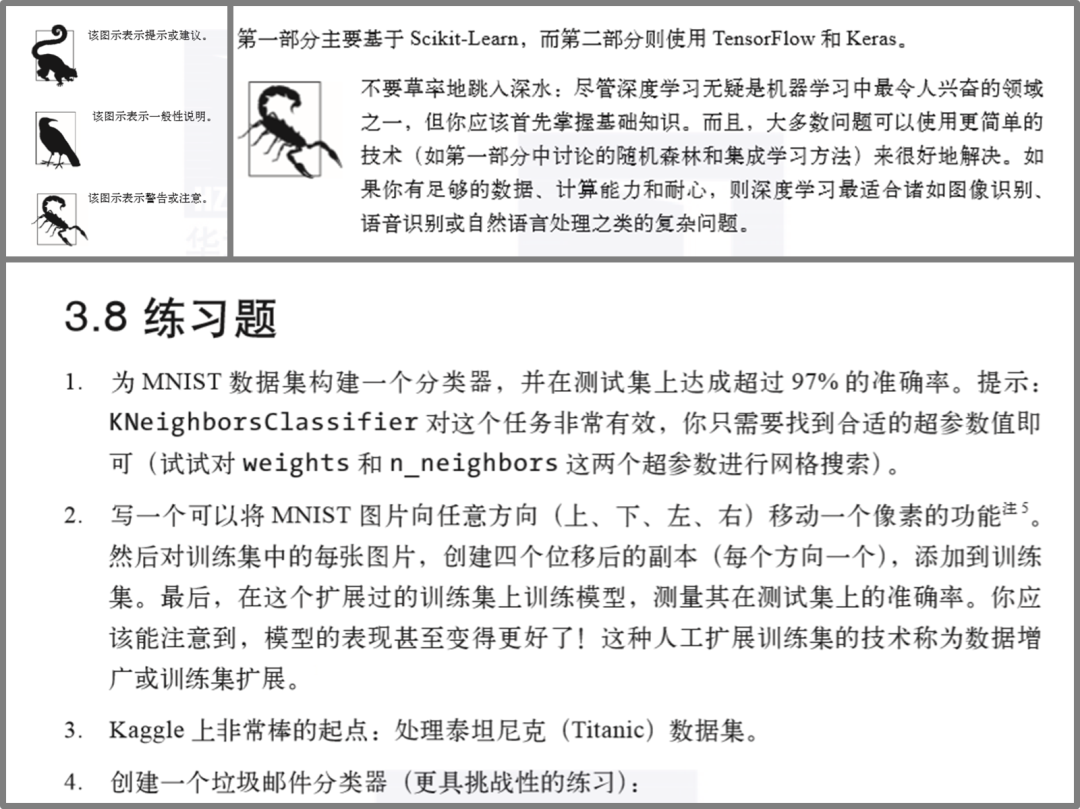 该图示表示提示或建议。
该图示表示一般性说明。
该图示表示警告或注意。
第一部分主要基于 Scikit-Learn，而第二部分则使用 TensorFlow 和 Keras。
不要草率地跳入深水：尽管深度学习无疑是机器学习中最令人兴奋的领域
之一，但你应该首先掌握基础知识。而且，大多数问题可以使用更简单的
技术（如第一部分中讨论的随机森林和集成学习方法）来很好地解决。如
果你有足够的数据、计算能力和耐心，则深度学习最适合诸如图像识别、
语音识别或自然语言处理之类的复杂问题。
3.8 练习题
1. 为 MNIST 数据集构建一个分类器，并在测试集上达成超过 97% 的准确率。提示：
KNeighborsClassifier 对这个任务非常有效，你只需要找到合适的超参数值即
可（试试对 weights 和 n_neighbors 这两个超参数进行网格搜索）。
2. 写一个可以将 MNIST 图片向任意方向（上、下、左、右）移动一个像素的功能注5。
然后对训练集中的每张图片，创建四个位移后的副本（每个方向一个），添加到训练
集。最后，在这个扩展过的训练集上训练模型，测量其在测试集上的准确率。你应
该能注意到，模型的表现甚至变得更好了！这种人工扩展训练集的技术称为数据增
广或训练集扩展。
3. Kaggle 上非常棒的起点：处理泰坦尼克（Titanic）数据集。
4. 创建一个垃圾邮件分类器（更具挑战性的练习）：